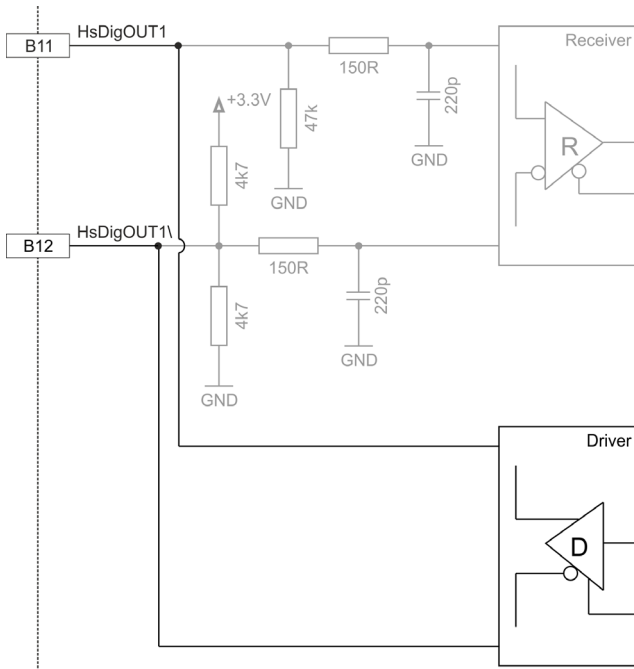 HsDigOUT1
B11
Receiver
150R
+3.3V
47k
220p
GND
4k7
R
GND
HsDigOUT1\
B12
150R
4k7
220p
GND
GND
Driver
D